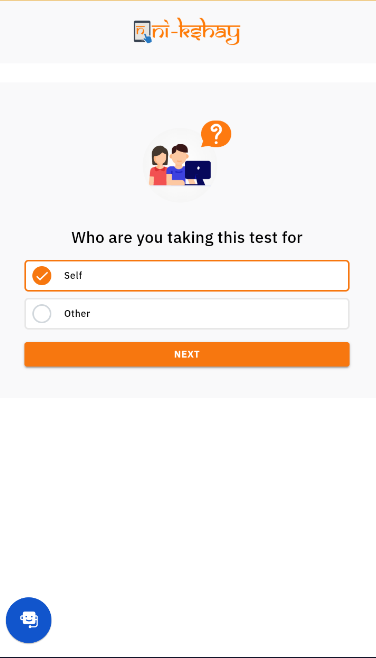 ni-kshay
Who are you taking this test for
Self
Other
NEXT